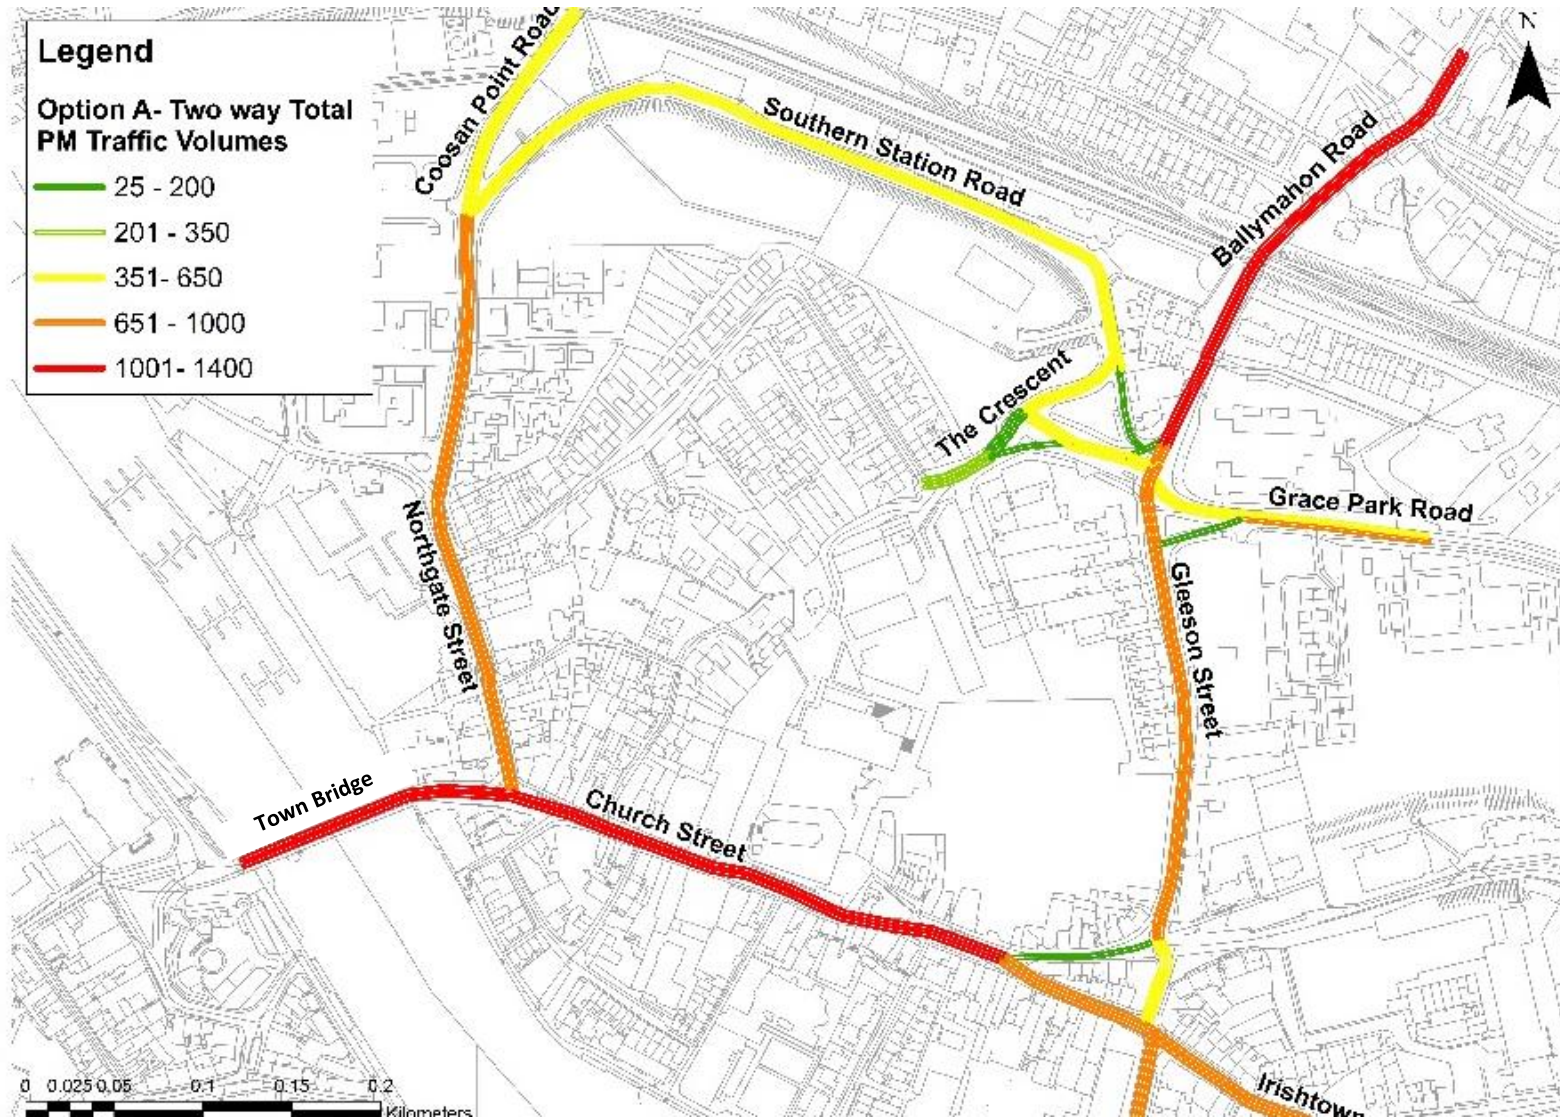 Legend
Option A- Two way Total
PM Traffic Volumes
25 - 200
201 - 350
351- 650
651 - 1000
1001- 1400
N
Coosan Point Road
Southern Station Road
Ballymahon Road
The Crescent
Grace Park Road
Northgate Street
Gleeson Street
Town Bridge
Church Street
Irishtown
0 0.025 0.05 0.1 0.15 0.2
Kilometers